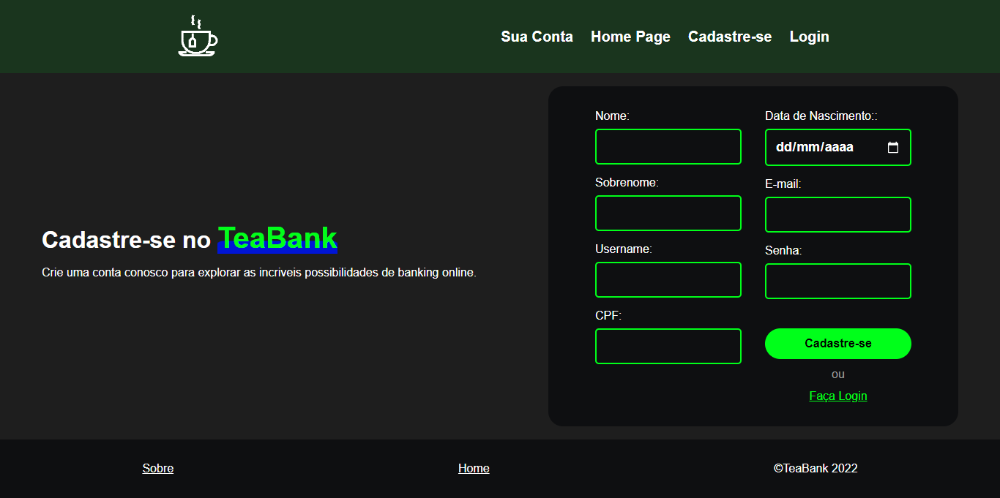 Sua Conta Home Page Cadastre-se Login
Cadastre-se no TeaBank
Crie uma conta conosco para explorar as incriveis possibilidades de banking online.
Nome:
Sobrenome:
Username:
CPF:
Data de Nascimento::
dd/mm/aaaa
E-mail:
Senha:
Cadastre-se
ou
Faça Login
Sobre Home ©TeaBank 2022